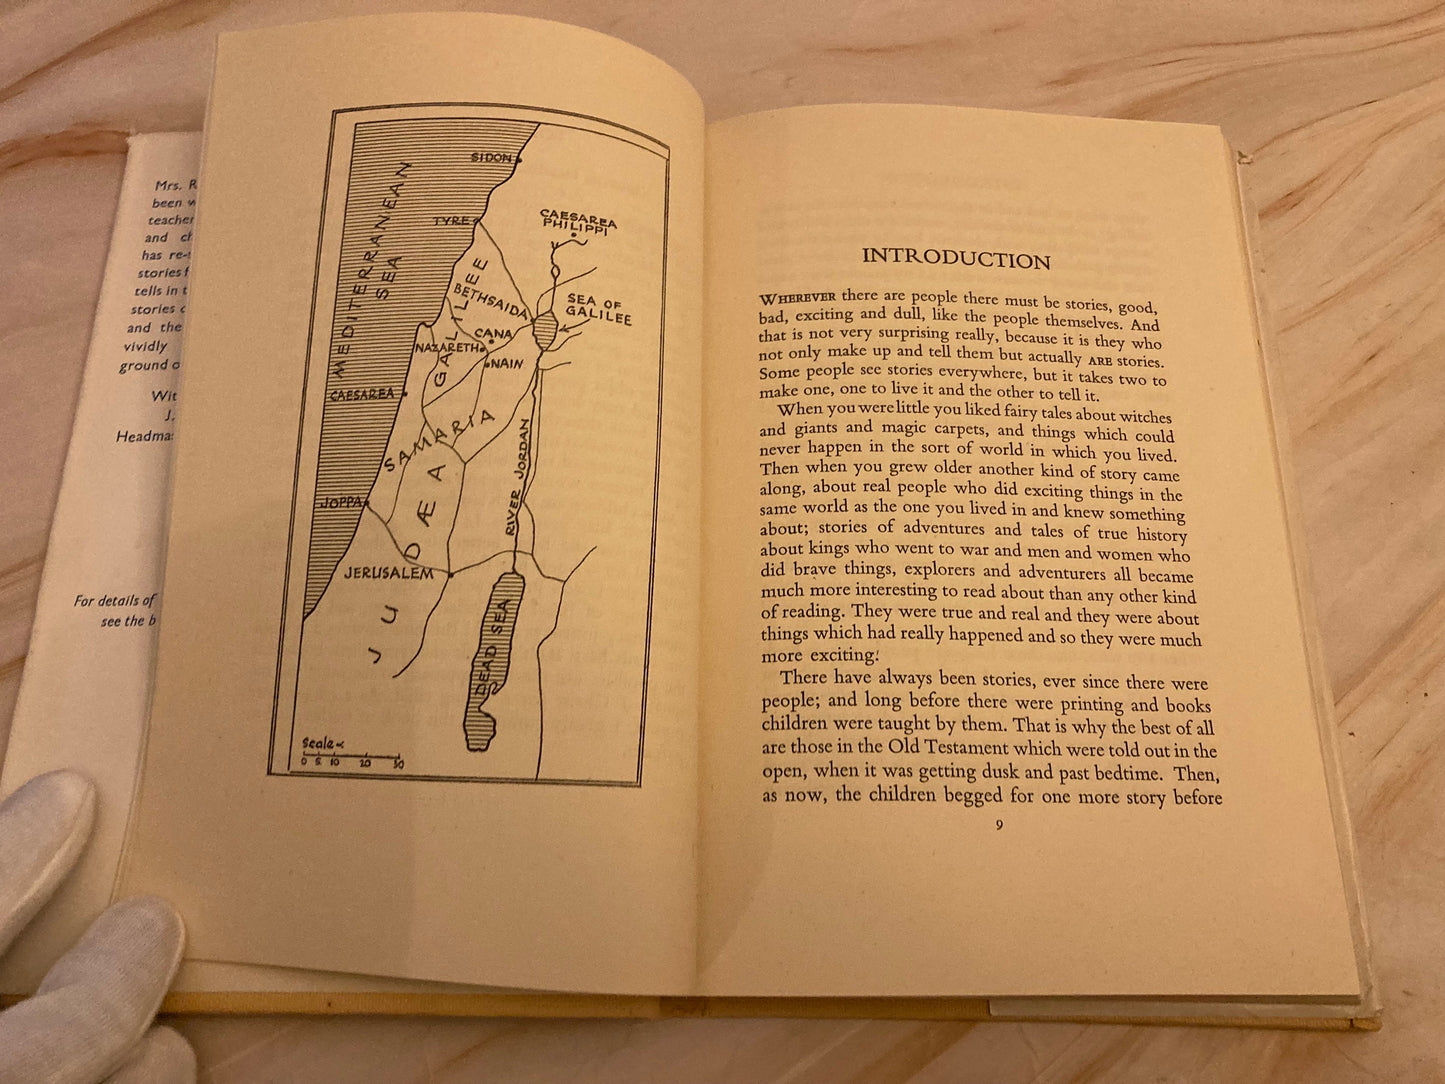 Mrs. R
been w
teacher
and ch
has re-
stories f
tells in t
stories c
and the
vividly
ground o
Wit
J.
Headma
For details of
see the b
MEDITERRANEAN
SEA
SIDON
TYRE
CAESAREA
PHILIPPI
GALILEE
BETHSAIDA
SEA OF
GALILEE
CANA
NAZARETH
NAIN
CAESAREA
SAMARIA
RIVER JORDAN
JOPPA
JUDÆA
JERUSALEM
DEAD SEA
Scale
0 5 10 20 30
INTRODUCTION
WHEREVER there are people there must be stories, good,
bad, exciting and dull, like the people themselves. And
that is not very surprising really, because it is they who
not only make up and tell them but actually ARE stories.
Some people see stories everywhere, but it takes two to
make one, one to live it and the other to tell it.
When you were little you liked fairy tales about witches
and giants and magic carpets, and things which could
never happen in the sort of world in which you lived.
Then when you grew older another kind of story came
along, about real people who did exciting things in the
same world as the one you lived in and knew something
about; stories of adventures and tales of true history
about kings who went to war and men and women who
did brave things, explorers and adventurers all became
much more interesting to read about than any other kind
of reading. They were true and real and they were about
things which had really happened and so they were much
more exciting!
There have always been stories, ever since there were
people; and long before there were printing and books
children were taught by them. That is why the best of all
are those in the Old Testament which were told out in the
open, when it was getting dusk and past bedtime. Then,
as now, the children begged for one more story before
9